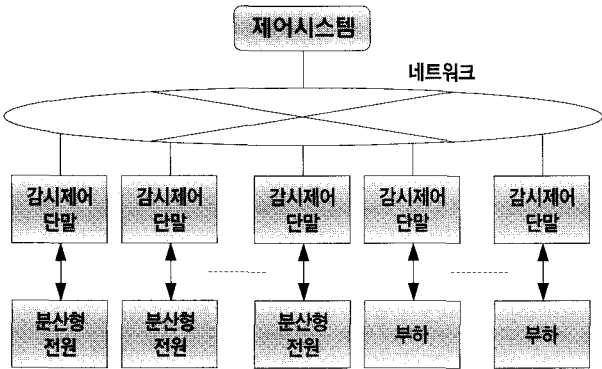 제어시스템
네트워크
감시제어
단말
감시제어
단말
감시제어
단말
감시제어
단말
감시제어
단말
분산형
전원
분산형
전원
분산형
전원
부하
부하